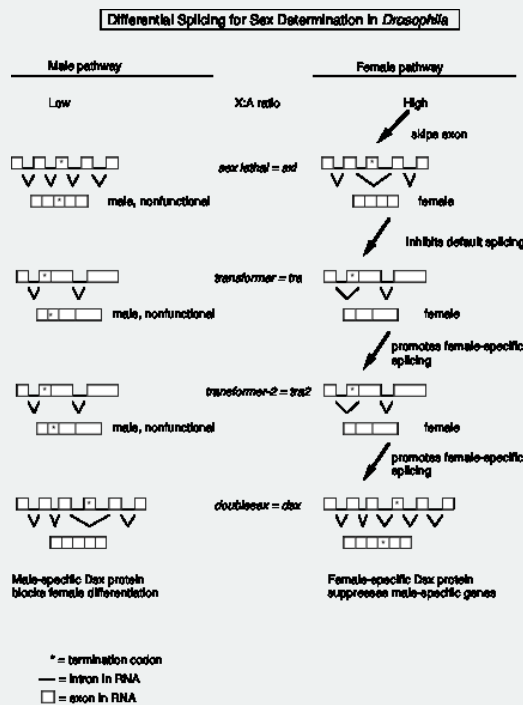 Differential Splicing for Sex Determination in Drosophila
Male pathway
Female pathway
Low
X:A ratio
High
skips exon
sex lethal = sxl
male, nonfunctional
female
inhibits default splicing
transformer = tra
male, nonfunctional
female
promotes female-specific
splicing
transformer-2 = tra2
male, nonfunctional
female
promotes female-specific
splicing
doublesex = dsx
Male-specific Dsx protein
blocks female differentiation
Female-specific Dsx protein
suppresses male-specific genes
* = termination codon
— = intron in RNA
□ = exon in RNA